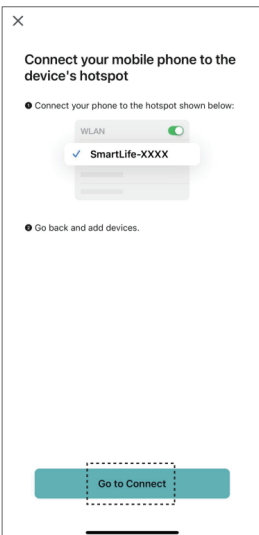 Connect your mobile phone to the
device's hotspot
❶ Connect your phone to the hotspot shown below:
WLAN
✓ SmartLife-XXXX
❷ Go back and add devices.
Go to Connect